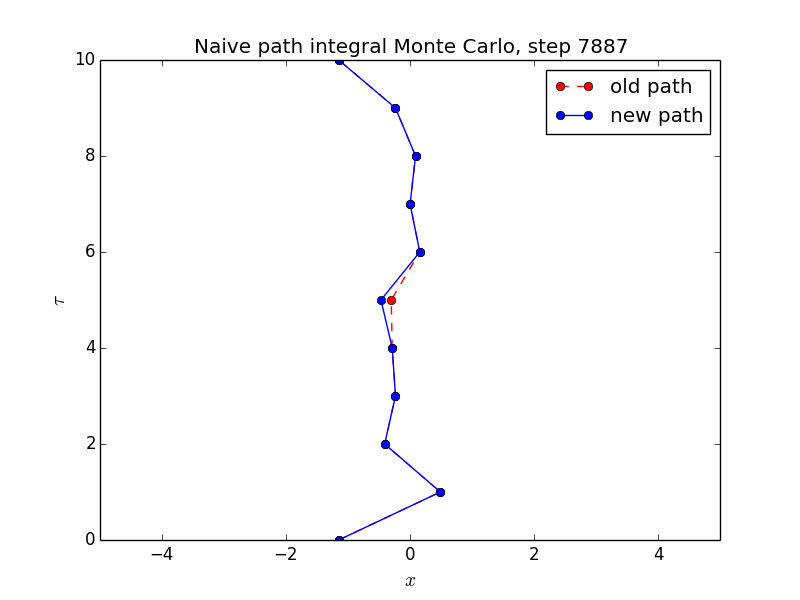 Naive path integral Monte Carlo, step 7887
old path
new path
10
8
6
4
2
0
τ
−4 −2 0 2 4
x